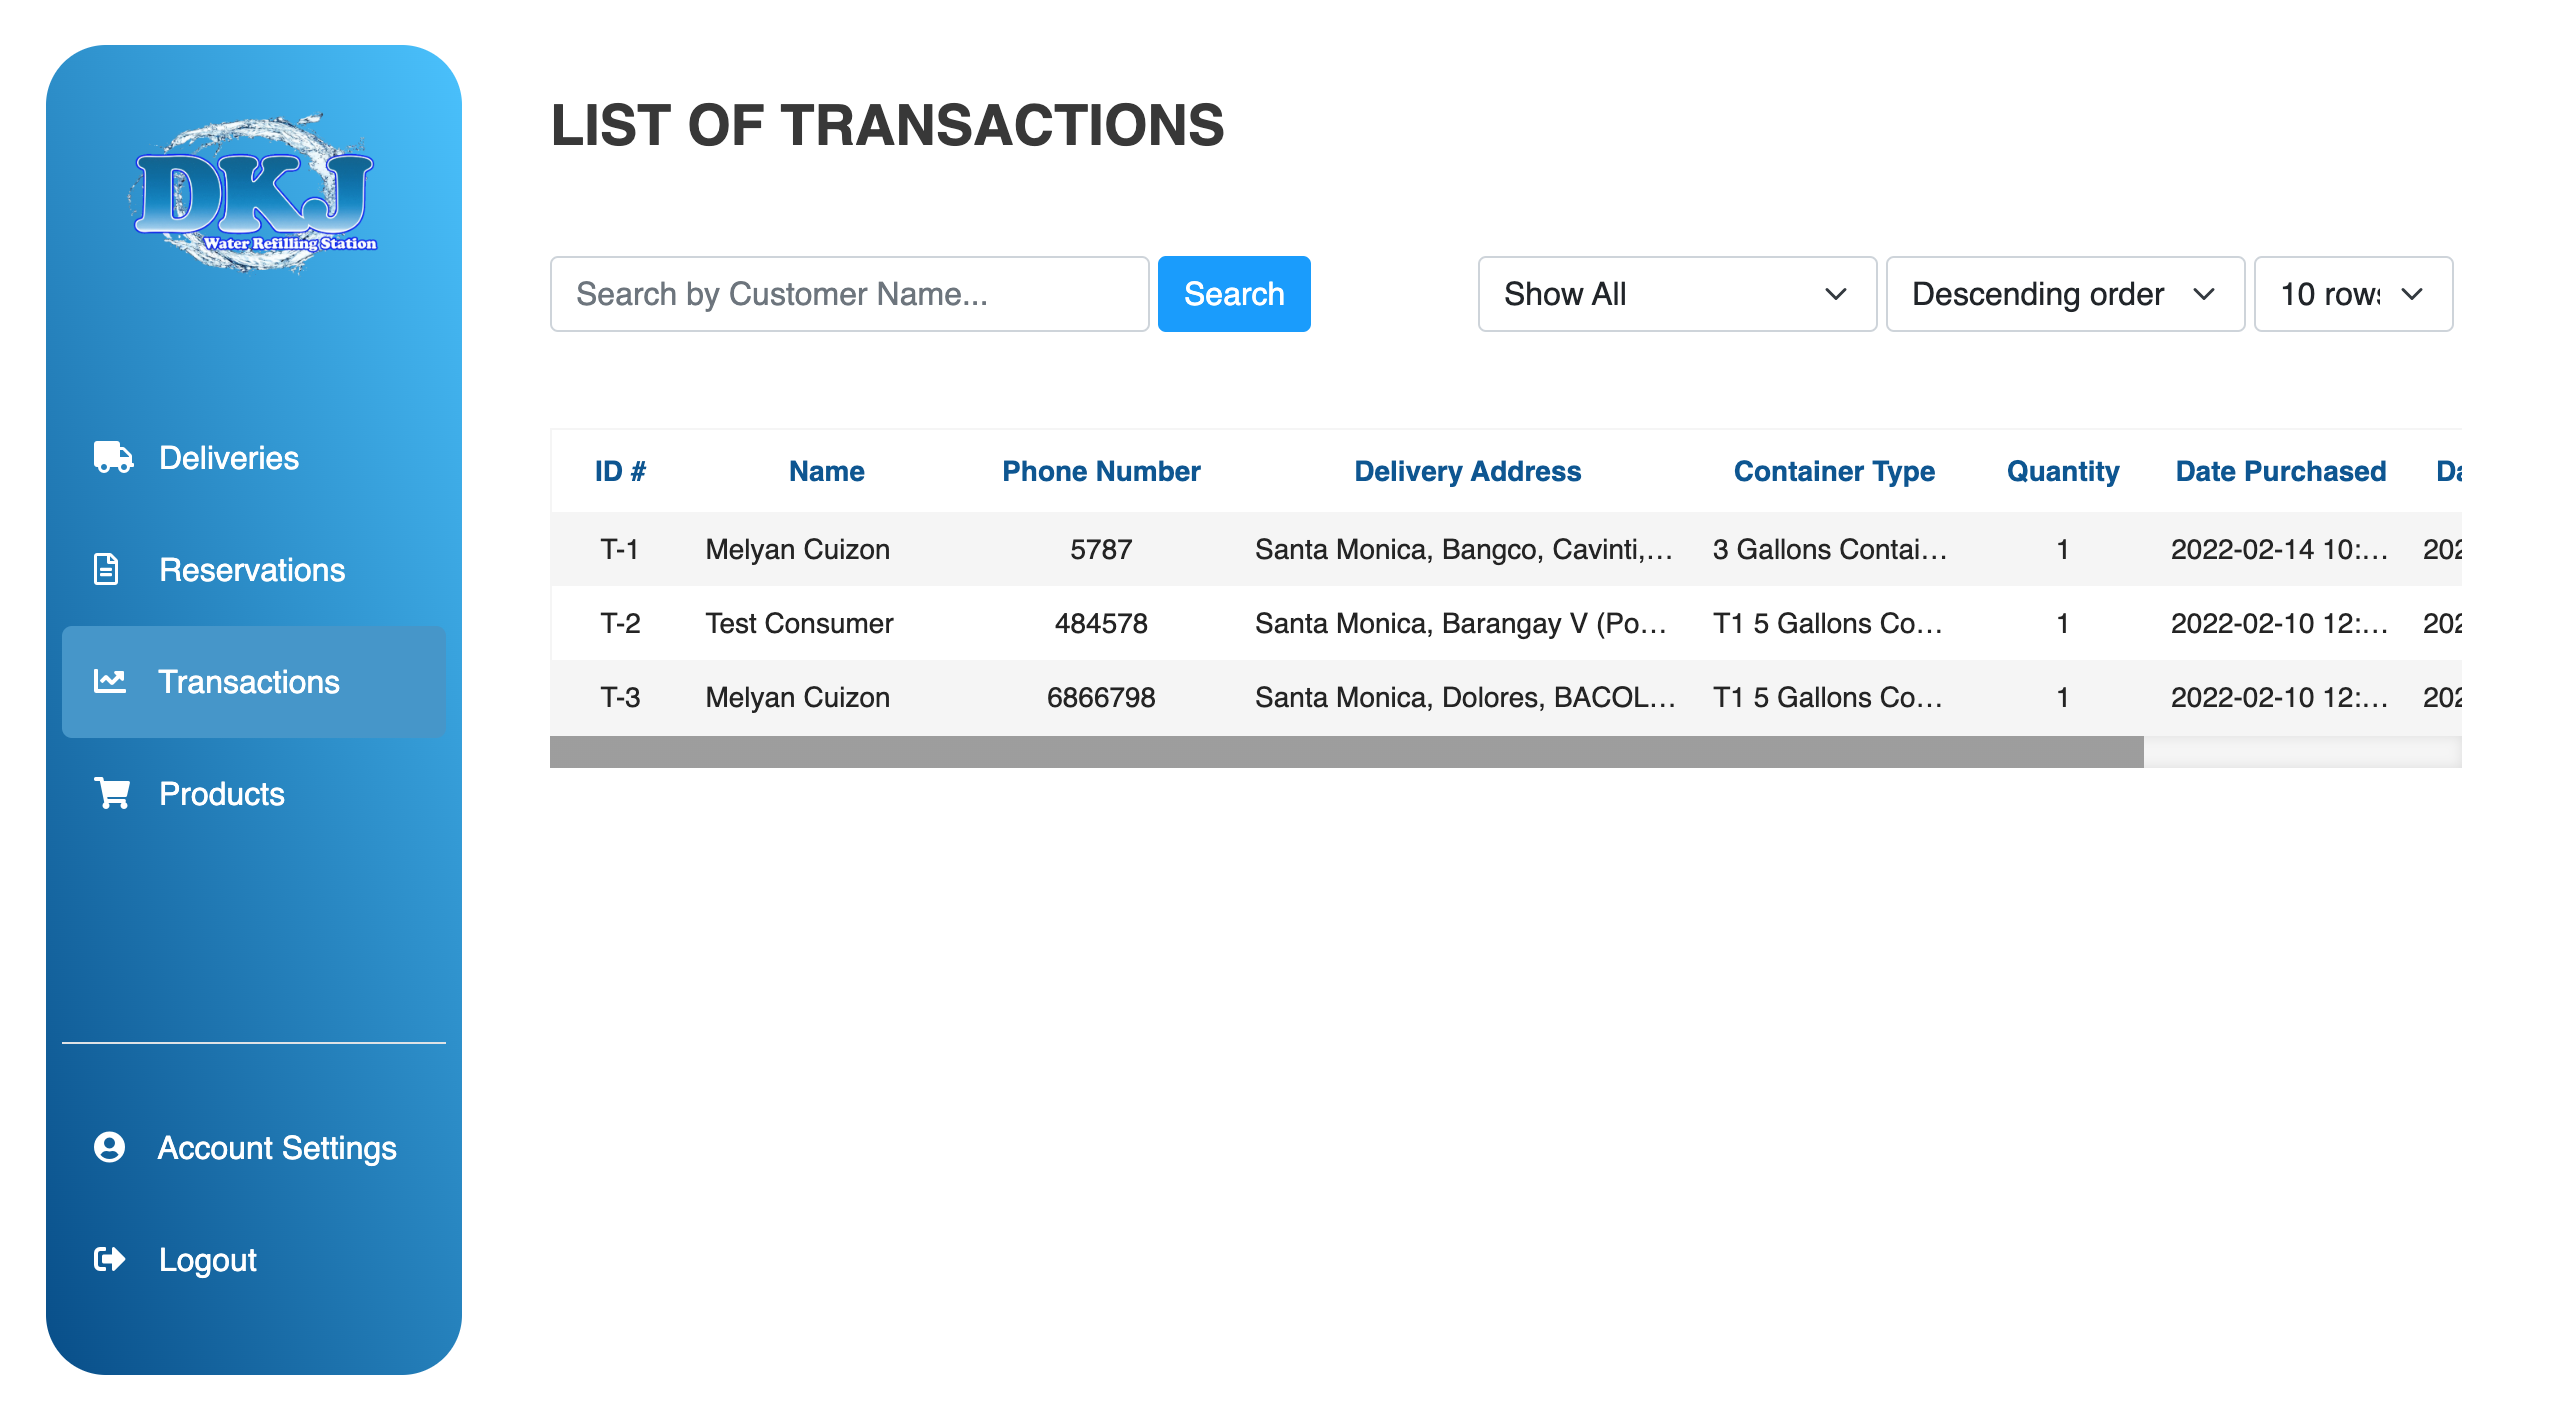 DKJ
Water Refilling Station
Deliveries
Reservations
Transactions
Products
Account Settings
Logout
LIST OF TRANSACTIONS
Search by Customer Name... Search Show All Descending order 10 rows
ID # Name Phone Number Delivery Address Container Type Quantity Date Purchased Da
T-1 Melyan Cuizon 5787 Santa Monica, Bangco, Cavinti,... 3 Gallons Contai... 1 2022-02-14 10:... 202
T-2 Test Consumer 484578 Santa Monica, Barangay V (Po... T1 5 Gallons Co... 1 2022-02-10 12:... 202
T-3 Melyan Cuizon 6866798 Santa Monica, Dolores, BACOL... T1 5 Gallons Co... 1 2022-02-10 12:... 202